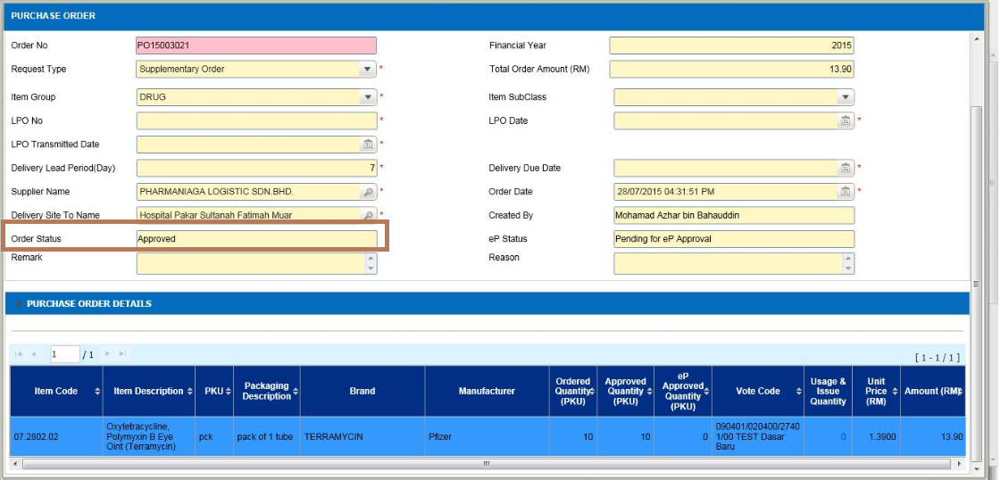 PURCHASE ORDER
Order No PO15003021 Financial Year 2015
Request Type Supplementary Order * Total Order Amount (RM) 13.90
Item Group DRUG * Item SubClass
LPO No * LPO Date *
LPO Transmitted Date *
Delivery Lead Period(Day) 7 * Delivery Due Date *
Supplier Name PHARMANIAGA LOGISTIC SDN.BHD. * Order Date 28/07/2015 04:31:51 PM *
Delivery Site To Name Hospital Pakar Sultanah Fatimah Muar * Created By Mohamad Azhar bin Bahauddin
Order Status Approved eP Status Pending for eP Approval
Remark Reason
PURCHASE ORDER DETAILS
1 / 1 [ 1 - 1 / 1 ]
Item Code Item Description PKU Packaging Description Brand Manufacturer Ordered Quantity (PKU) Approved Quantity (PKU) eP Approved Quantity (PKU) Vote Code Usage & Issue Quantity Unit Price (RM) Amount (RM)
07.2802.02 Oxytetracycline, Polymyxin B Eye Oint (Terramycin) pck pack of 1 tube TERRAMYCIN Pfizer 10 10 0 090401/020400/27401/00 TEST Dasar Baru 0 1.3900 13.90